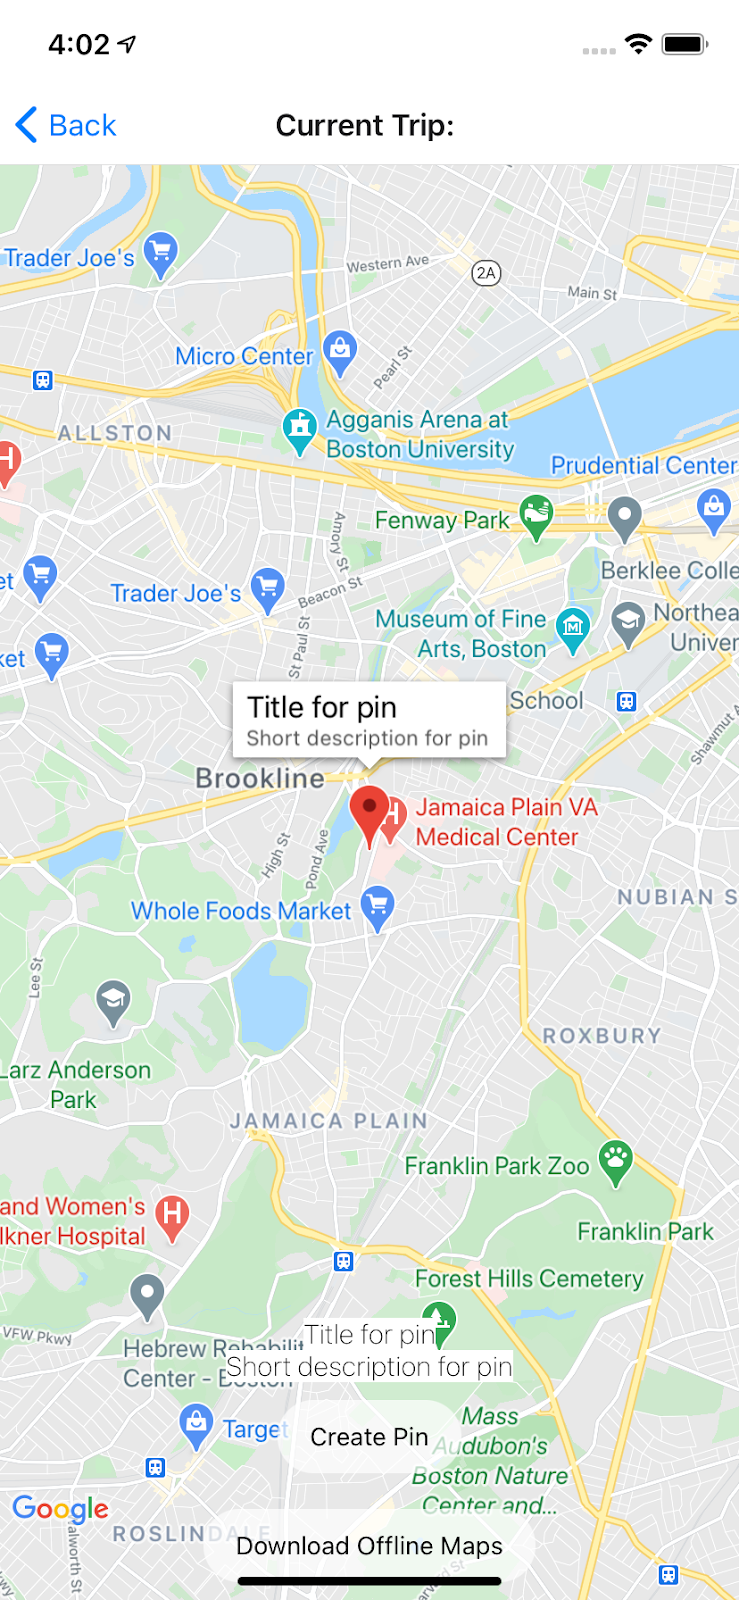 4:02
Back
Current Trip:
Trader Joe's
Western Ave
2A
Main St
Micro Center
Pearl St
ALLSTON
Agganis Arena at
Boston University
Prudential Center
H
Fenway Park
Amory St
Berklee Colle
et
Trader Joe's
Beacon St
Museum of Fine
Arts, Boston
M
Northea
Univer
St Paul St
ket
School
Title for pin
Short description for pin
Shawmut A
Brookline
H
Jamaica Plain VA
Medical Center
High St
Pond Ave
Whole Foods Market
NUBIAN S
Lee St
ROXBURY
Larz Anderson
Park
JAMAICA PLAIN
Franklin Park Zoo
and Women's
lkner Hospital
H
Franklin Park
Forest Hills Cemetery
VFW Pkwy
Hebrew Rehabilit
Center - Boston
Title for pin
Short description for pin
Target
Create Pin
Mass
Audubon's
Boston Nature
Center and...
Google
ROSLINDALE
alworth St
Download Offline Maps
arvard St